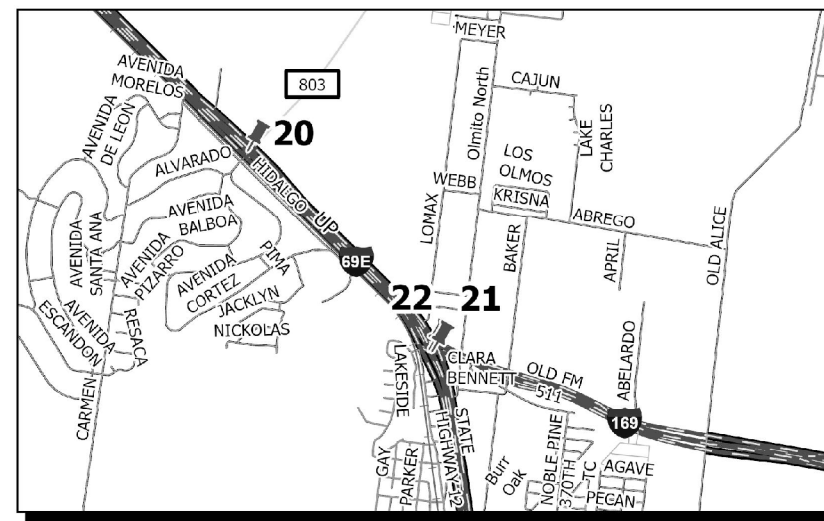 MEYER
AVENIDA
MORELOS
803
CAJUN
Olmito North
LAKE
CHARLES
AVENIDA
DE LEON
20
ALVARADO
HIDALGO
UP
LOS
OLMOS
WEBB
KRISNA
ABREGO
LOMAX
BAKER
APRIL
OLD ALICE
AVENIDA
SANTA ANA
AVENIDA
BALBOA
AVENIDA
PIZARRO
PIMA
69E
AVENIDA
CORTEZ
JACKLYN
NICKOLAS
22
21
AVENIDA
ESCANDON
RESACA
CARMEN
LAKESIDE
CLARA
BENNETT
OLD FM
511
ABELARDO
STATE
HIGHWAY 12
169
GAY
PARKER
Burr
Oak
NOBLE PINE
370TH
TC
AGAVE
PECAN